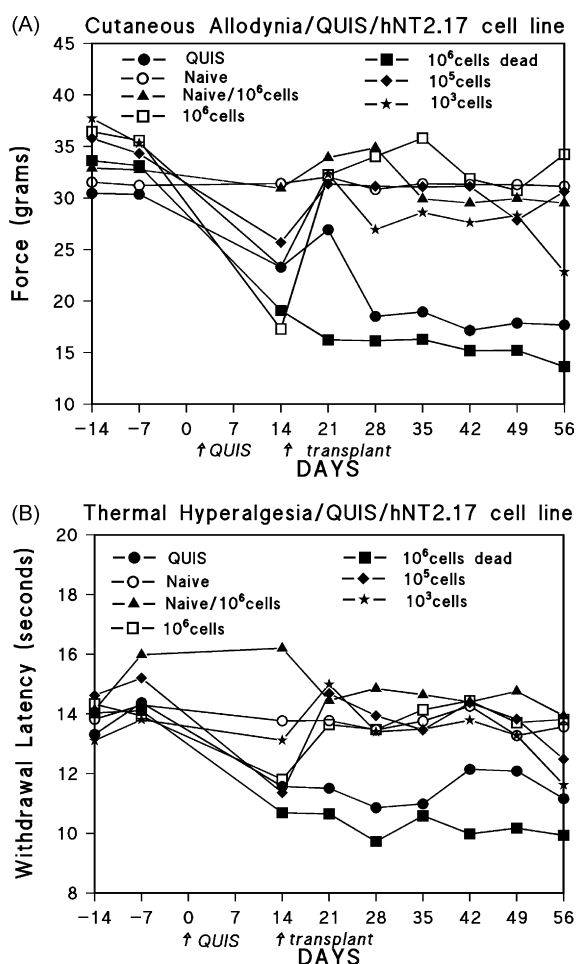 (A) Cutaneous Allodynia/QUIS/hNT2.17 cell line
45
40
35
30
25
20
15
10
Force (grams)
QUIS
Naive
Naive/10⁶cells
10⁶cells
10⁶cells dead
10⁵cells
10³cells
−14 −7 0 7 14 21 28 35 42 49 56
↑ QUIS ↑ transplant
DAYS
(B) Thermal Hyperalgesia/QUIS/hNT2.17 cell line
20
18
16
14
12
10
8
Withdrawal Latency (seconds)
QUIS
Naive
Naive/10⁶cells
10⁶cells
10⁶cells dead
10⁵cells
10³cells
−14 −7 0 7 14 21 28 35 42 49 56
↑ QUIS ↑ transplant
DAYS